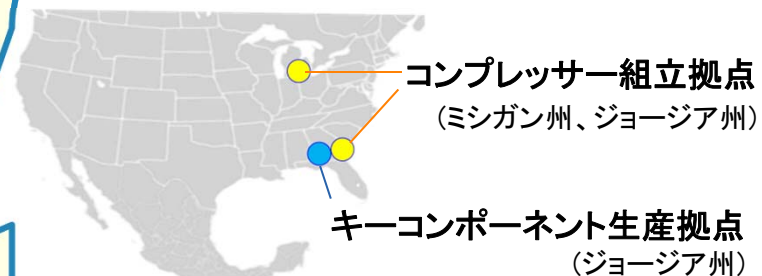 コンプレッサー組立拠点
（ミシガン州、ジョージア州）
キーコンポーネント生産拠点
（ジョージア州）